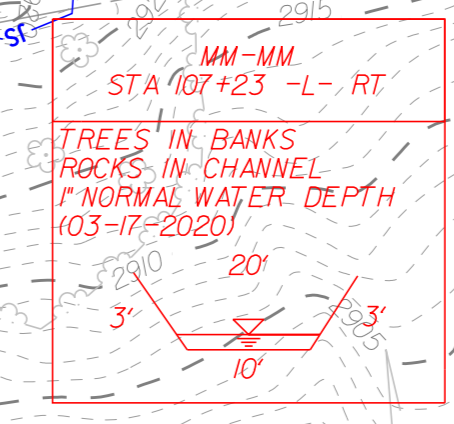 2915
MM-MM
STA 107+23 -L- RT
TREES IN BANKS
ROCKS IN CHANNEL
1" NORMAL WATER DEPTH
(03-17-2020)
2910
20'
3'
3'
2905
10'